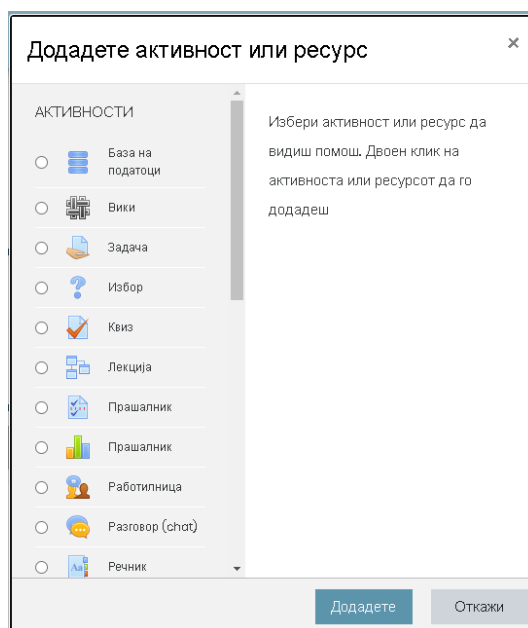 Додадете активност или ресурс
×
АКТИВНОСТИ
База на
податоци
Вики
Задача
Избор
Квиз
Лекција
Прашалник
Прашалник
Работилница
Разговор (chat)
Речник
Избери активност или ресурс да
видиш помош. Двоен клик на
активноста или ресурсот да го
додадеш
Додадете
Откажи